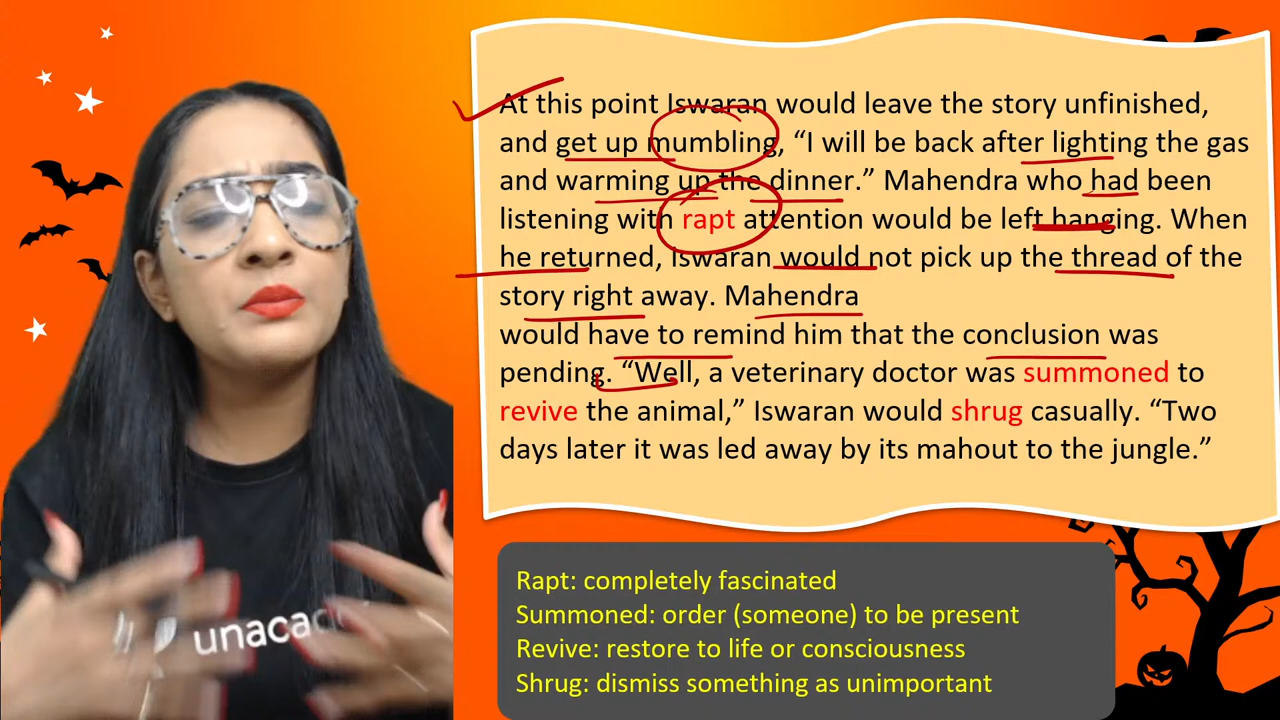 At this point Iswaran would leave the story unfinished,
and get up mumbling, “I will be back after lighting the gas
and warming up the dinner.” Mahendra who had been
listening with rapt attention would be left hanging. When
he returned, Iswaran would not pick up the thread of the
story right away. Mahendra
would have to remind him that the conclusion was
pending. “Well, a veterinary doctor was summoned to
revive the animal,” Iswaran would shrug casually. “Two
days later it was led away by its mahout to the jungle.”
Rapt: completely fascinated
Summoned: order (someone) to be present
Revive: restore to life or consciousness
Shrug: dismiss something as unimportant